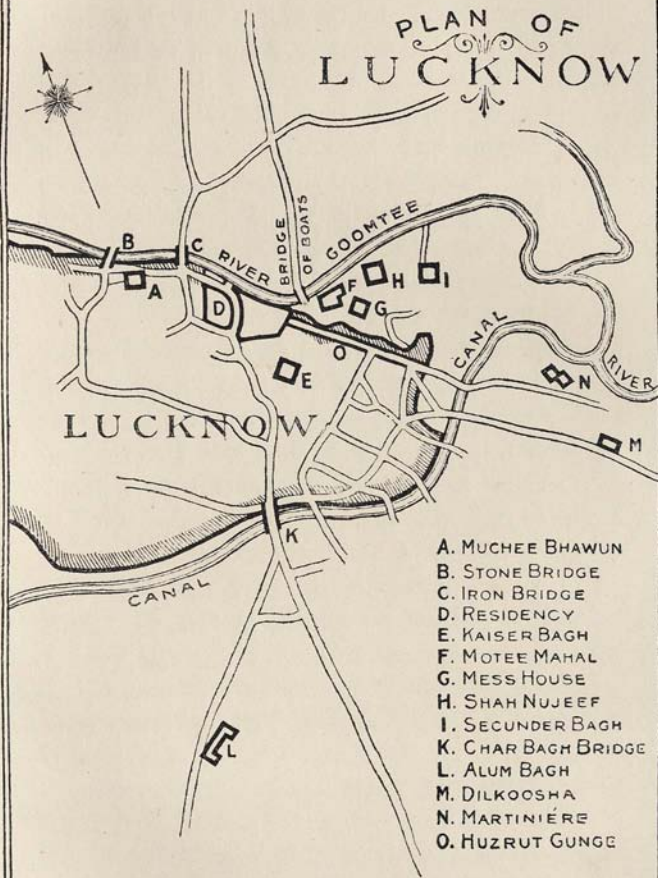 PLAN OF
LUCKNOW
B
C
RIVER
BRIDGE
OF BOATS
GOOMTEE
A
D
F
H
I
G
O
CANAL
E
N
RIVER
LUCKNOW
M
K
CANAL
L
A. MUCHEE BHAWUN
B. STONE BRIDGE
C. IRON BRIDGE
D. RESIDENCY
E. KAISER BAGH
F. MOTEE MAHAL
G. MESS HOUSE
H. SHAH NUJEEF
I. SECUNDER BAGH
K. CHAR BAGH BRIDGE
L. ALUM BAGH
M. DILKOOSHA
N. MARTINIÉRE
O. HUZRUT GUNGE